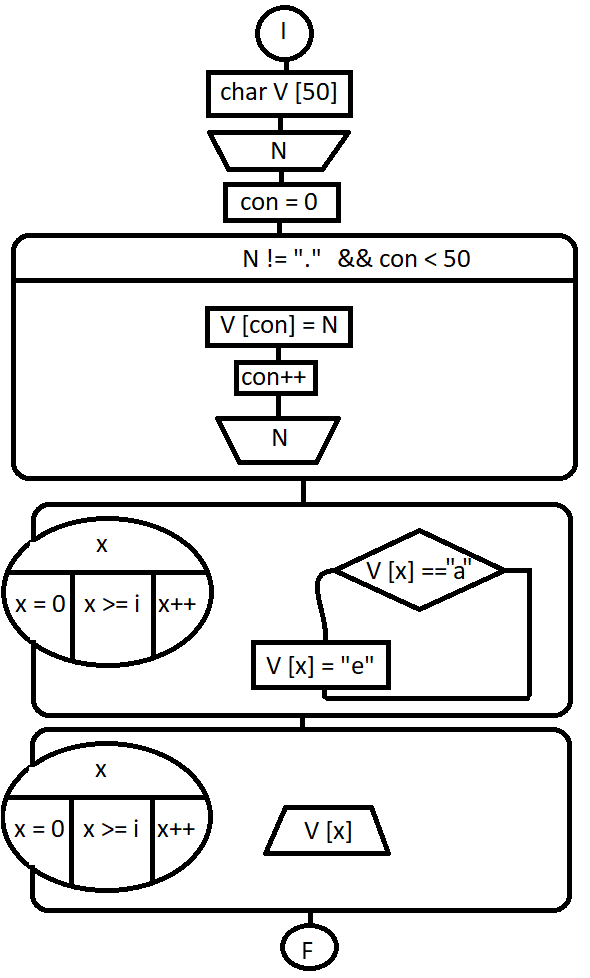 I
char V [50]
N
con = 0
N != "." && con < 50
V [con] = N
con++
N
x
x = 0 x >= i x++
V [x] =="a"
V [x] = "e"
x
x = 0 x >= i x++
V [x]
F